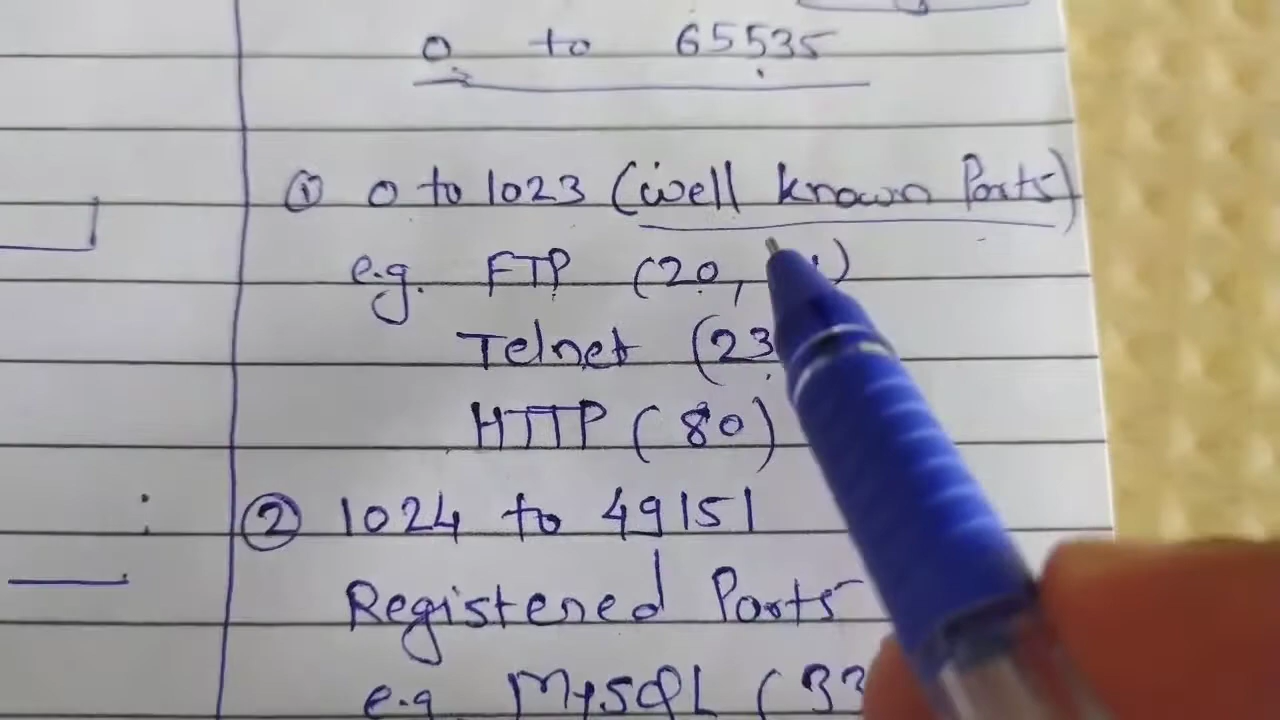 0 to 65535
① 0 to 1023 (well known Ports)
e.g. FTP (20,
Telnet (23
HTTP (80)
② 1024 to 49151
Registered Ports
e.g MySQL (33